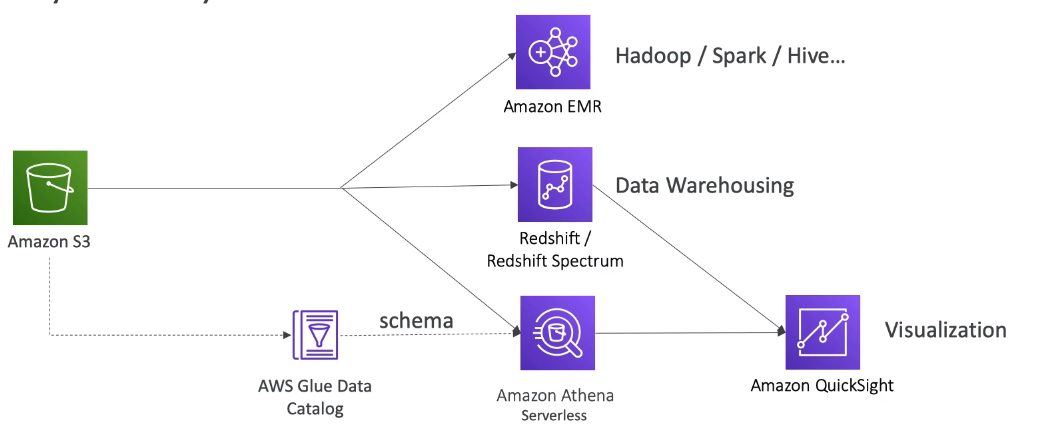 Hadoop / Spark / Hive...
Amazon EMR
Data Warehousing
Amazon S3
Redshift /
Redshift Spectrum
schema
Visualization
AWS Glue Data
Catalog
Amazon Athena
Serverless
Amazon QuickSight